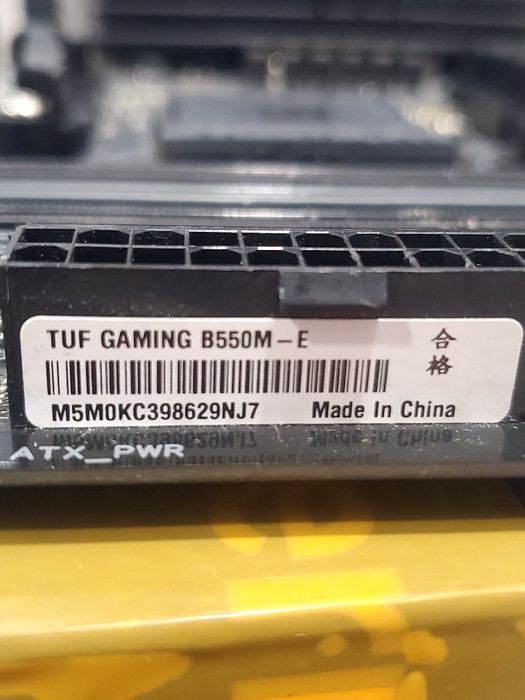 TUF GAMING B550M-E
合格
M5M0KC398629NJ7 Made In China
ATX_PWR